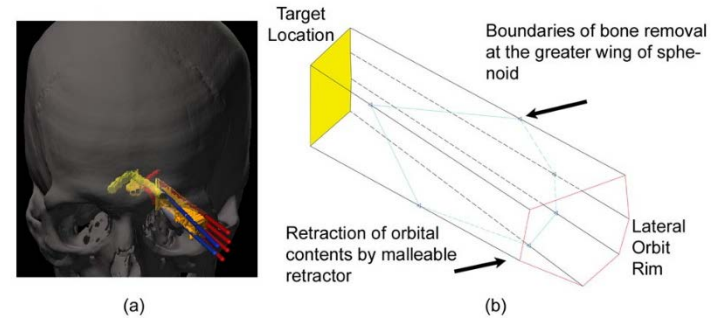 Target
Location
Boundaries of bone removal
at the greater wing of sphe-
noid
Retraction of orbital
contents by malleable
retractor
Lateral
Orbit
Rim
(a)
(b)